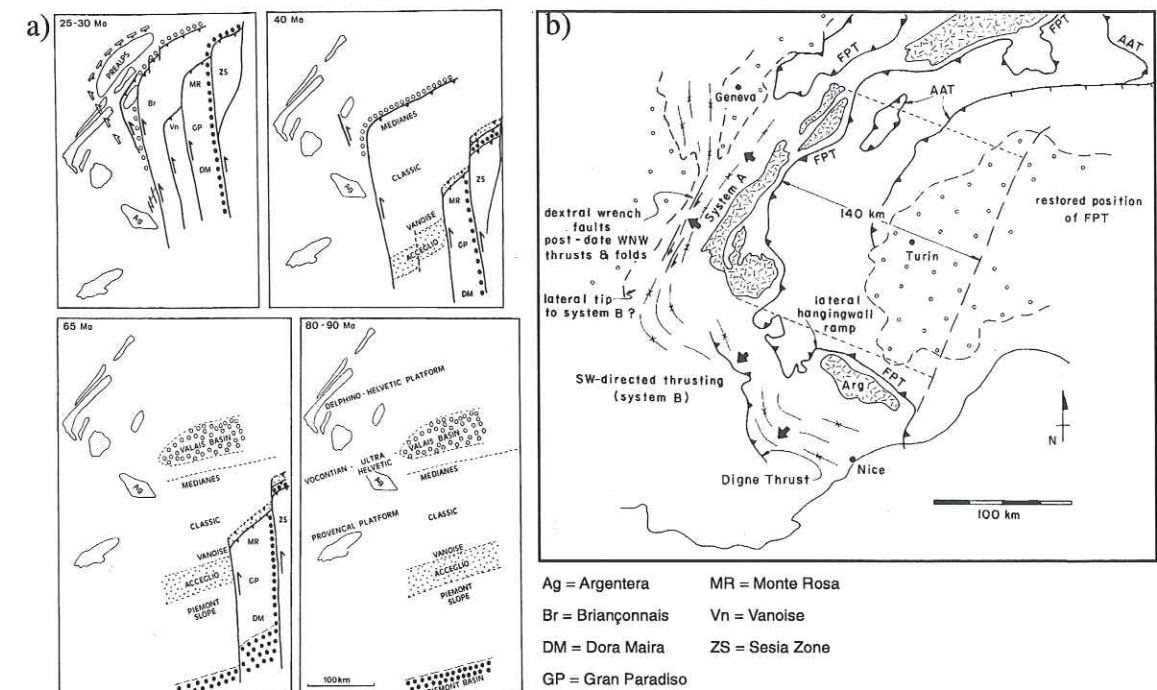 a)
25-30 Ma
PREALPS
Br
MR
ZS
Vn
GP
DM
Ag
40 Ma
MEDIANES
CLASSIC
Ag
ZS
MR
VANOISE
ACCEGLIO
GP
DM
65 Ma
VALAIS BASIN
MEDIANES
Ag
CLASSIC
ZS
VANOISE
MR
ACCEGLIO
GP
PIEMONT
SLOPE
DM
80-90 Ma
DELPHINO-HELVETIC PLATFORM
VALAIS BASIN
VOCONTIAN
ULTRA
HELVETIC
Ag
MEDIANES
PROVENCAL PLATFORM
CLASSIC
VANOISE
ACCEGLIO
PIEMONT
SLOPE
PIEMONT BASIN
100km
b)
FPT
FPT
AAT
Geneva
AAT
FPT
System A
140 km
dextral wrench
faults
post-date WNW
thrusts & folds
restored position
of FPT
Turin
lateral tip
to system B ?
lateral
hangingwall
ramp
SW-directed thrusting
(system B)
FPT
Arg
N
Nice
Digne Thrust
100 km
Ag = Argentera
MR = Monte Rosa
Br = Briançonnais
Vn = Vanoise
DM = Dora Maira
ZS = Sesia Zone
GP = Gran Paradiso